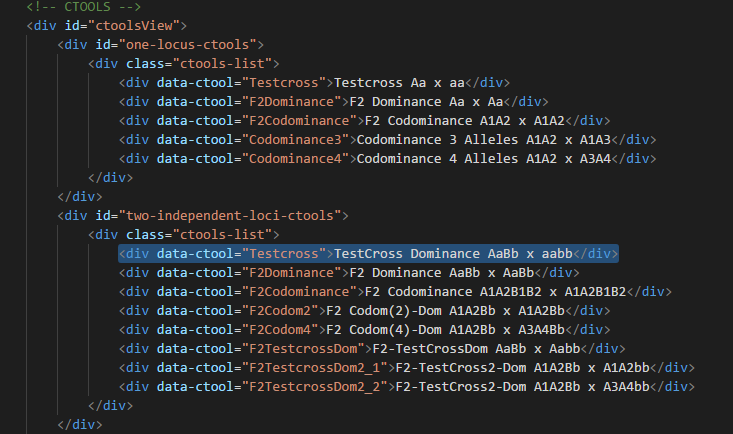 <!-- CTOOLS -->
<div id="ctoolsView">
<div id="one-locus-ctools">
<div class="ctools-list">
<div data-ctool="Testcross">Testcross Aa x aa</div>
<div data-ctool="F2Dominance">F2 Dominance Aa x Aa</div>
<div data-ctool="F2Codominance">F2 Codominance A1A2 x A1A2</div>
<div data-ctool="Codominance3">Codominance 3 Alleles A1A2 x A1A3</div>
<div data-ctool="Codominance4">Codominance 4 Alleles A1A2 x A3A4</div>
</div>
</div>
<div id="two-independent-loci-ctools">
<div class="ctools-list">
<div data-ctool="Testcross">TestCross Dominance AaBb x aabb</div>
<div data-ctool="F2Dominance">F2 Dominance AaBb x AaBb</div>
<div data-ctool="F2Codominance">F2 Codominance A1A2B1B2 x A1A2B1B2</div>
<div data-ctool="F2Codom2">F2 Codom(2)-Dom A1A2Bb x A1A2Bb</div>
<div data-ctool="F2Codom4">F2 Codom(4)-Dom A1A2Bb x A3A4Bb</div>
<div data-ctool="F2TestcrossDom">F2-TestCrossDom AaBb x Aabb</div>
<div data-ctool="F2TestcrossDom2_1">F2-TestCross2-Dom A1A2Bb x A1A2bb</div>
<div data-ctool="F2TestcrossDom2_2">F2-TestCross2-Dom A1A2Bb x A3A4bb</div>
</div>
</div>